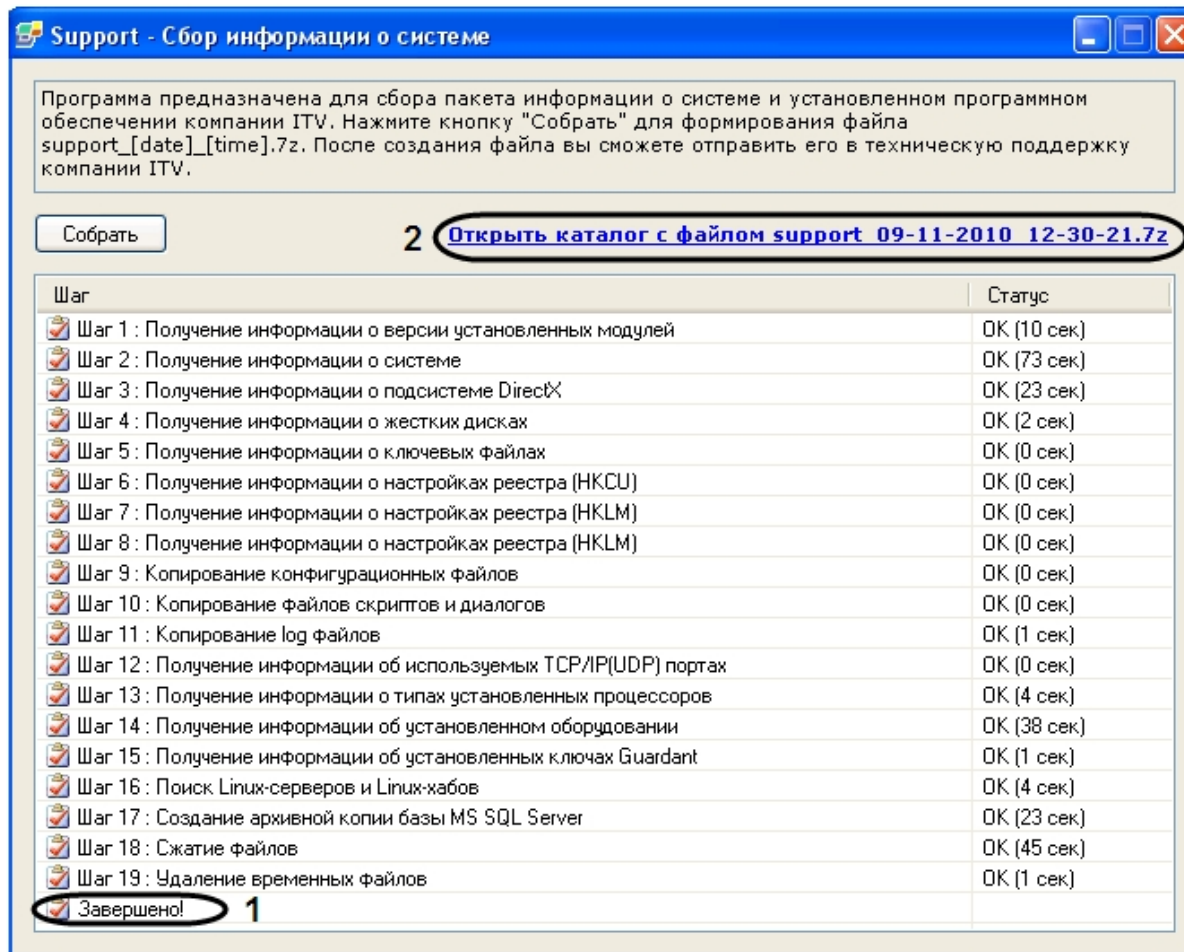 Support - Сбор информации о системе
Программа предназначена для сбора пакета информации о системе и установленном программном
обеспечении компании ITV. Нажмите кнопку "Собрать" для формирования файла
support_[date]_[time].7z. После создания файла вы сможете отправить его в техническую поддержку
компании ITV.
Собрать 2 Открыть каталог с файлом support_09-11-2010_12-30-21.7z
Шаг Статус
Шаг 1 : Получение информации о версии установленных модулей OK (10 сек)
Шаг 2 : Получение информации о системе OK (73 сек)
Шаг 3 : Получение информации о подсистеме DirectX OK (23 сек)
Шаг 4 : Получение информации о жестких дисках OK (2 сек)
Шаг 5 : Получение информации о ключевых файлах OK (0 сек)
Шаг 6 : Получение информации о настройках реестра (HKCU) OK (0 сек)
Шаг 7 : Получение информации о настройках реестра (HKLM) OK (0 сек)
Шаг 8 : Получение информации о настройках реестра (HKLM) OK (0 сек)
Шаг 9 : Копирование конфигурационных файлов OK (0 сек)
Шаг 10 : Копирование файлов скриптов и диалогов OK (0 сек)
Шаг 11 : Копирование log файлов OK (1 сек)
Шаг 12 : Получение информации об используемых TCP/IP(UDP) портах OK (0 сек)
Шаг 13 : Получение информации о типах установленных процессоров OK (4 сек)
Шаг 14 : Получение информации об установленном оборудовании OK (38 сек)
Шаг 15 : Получение информации об установленных ключах Guardant OK (1 сек)
Шаг 16 : Поиск Linux-серверов и Linux-хабов OK (4 сек)
Шаг 17 : Создание архивной копии базы MS SQL Server OK (23 сек)
Шаг 18 : Сжатие файлов OK (45 сек)
Шаг 19 : Удаление временных файлов OK (1 сек)
Завершено! 1